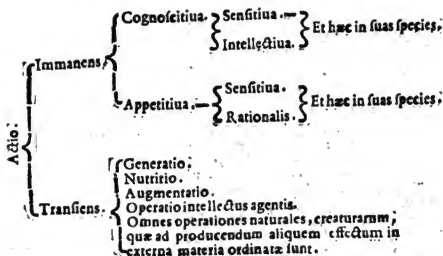 Actio:
Immanens,
Cognoſcitiua.
Senſitiua.
Intellectiua.
Et hæc in ſuas ſpecies,
Appetitiua.
Senſitiua.
Rationalis.
Et hæc in ſuas ſpecies,
Tranſiens.
Generatio;
Nutritio.
Augmentatio.
Operatio intellectus agentis.
Omnes operationes naturales, creaturarum,
quæ ad producendum aliquem effectum in
externa materia ordinatæ ſunt.